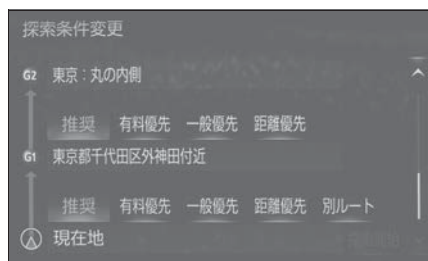 探索条件変更
G2 東京：丸の内側
推奨 有料優先 一般優先 距離優先
G1 東京都千代田区外神田付近
推奨 有料優先 一般優先 距離優先 別ルート
現在地